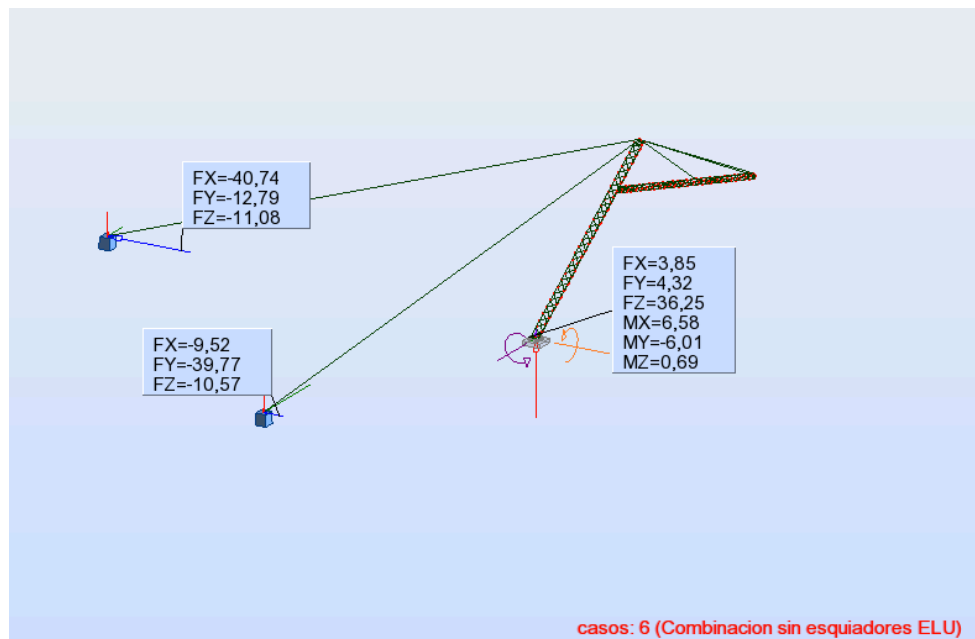 FX=-40,74
FY=-12,79
FZ=-11,08
FX=3,85
FY=4,32
FZ=36,25
MX=6,58
MY=-6,01
MZ=0,69
FX=-9,52
FY=-39,77
FZ=-10,57
casos: 6 (Combinacion sin esquiadores ELU)